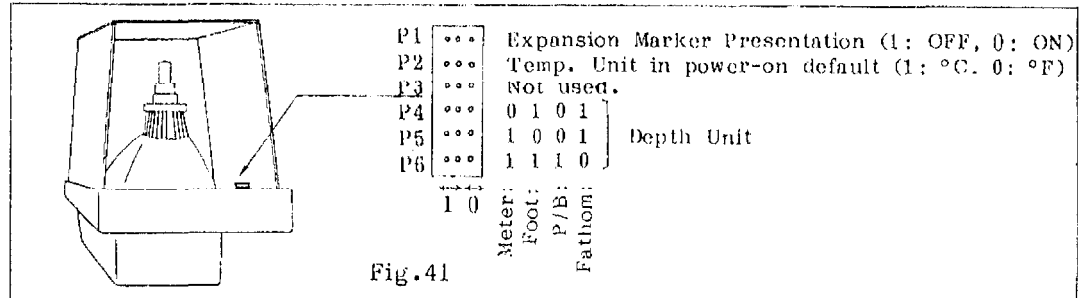 P1 Expansion Marker Presentation (1: OFF, 0: ON)
P2 Temp. Unit in power-on default (1: °C. 0: °F)
P3 Not used.
P4 0 1 0 1
P5 1 0 0 1 Depth Unit
P6 1 1 1 0
1 0
Meter:
Foot:
P/B:
Fathom:
Fig.41